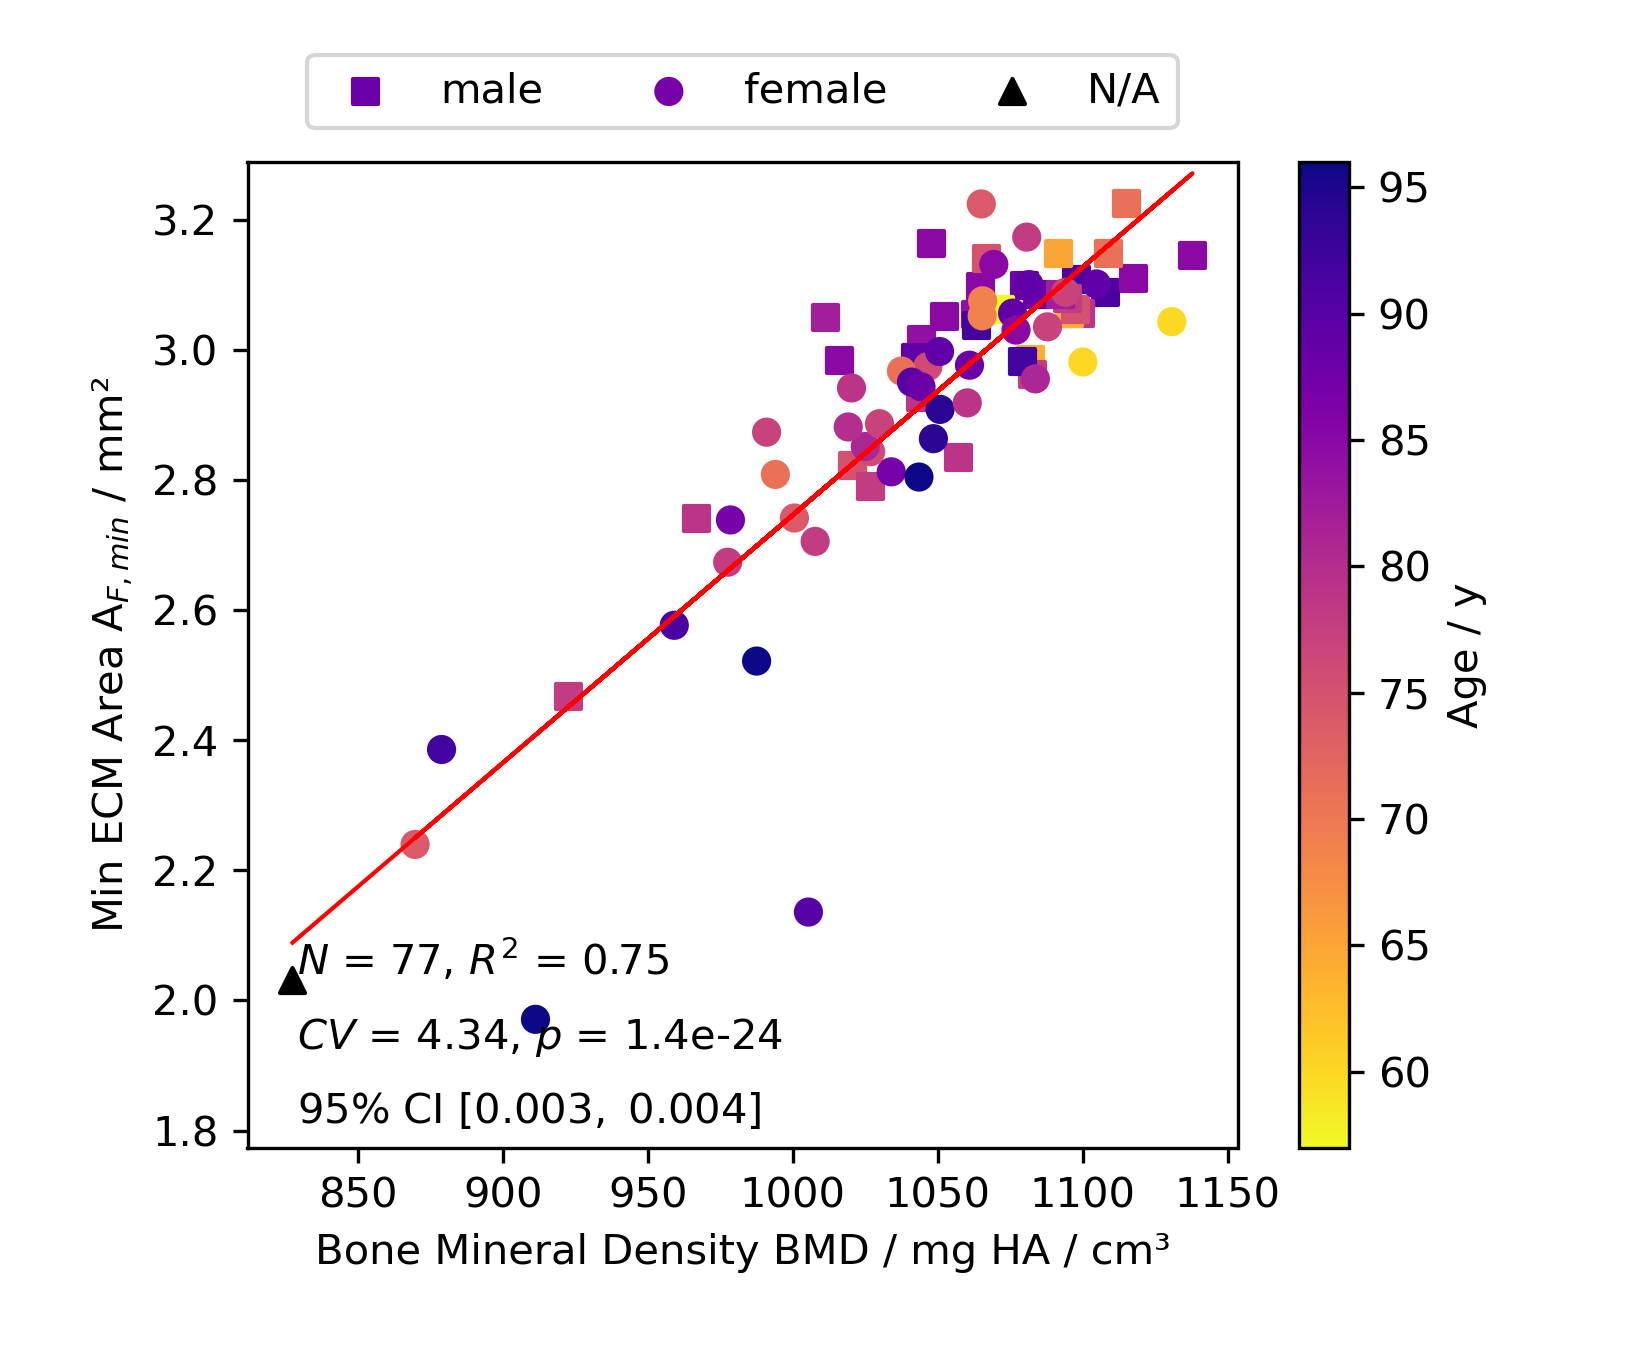 male female N/A
3.2
3.0
2.8
2.6
2.4
2.2
2.0
1.8
Min ECM Area A_F,min / mm²
N = 77, R² = 0.75
CV = 4.34, p = 1.4e-24
95% CI [0.003, 0.004]
850 900 950 1000 1050 1100 1150
Bone Mineral Density BMD / mg HA / cm³
95
90
85
80
75
70
65
60
Age / y